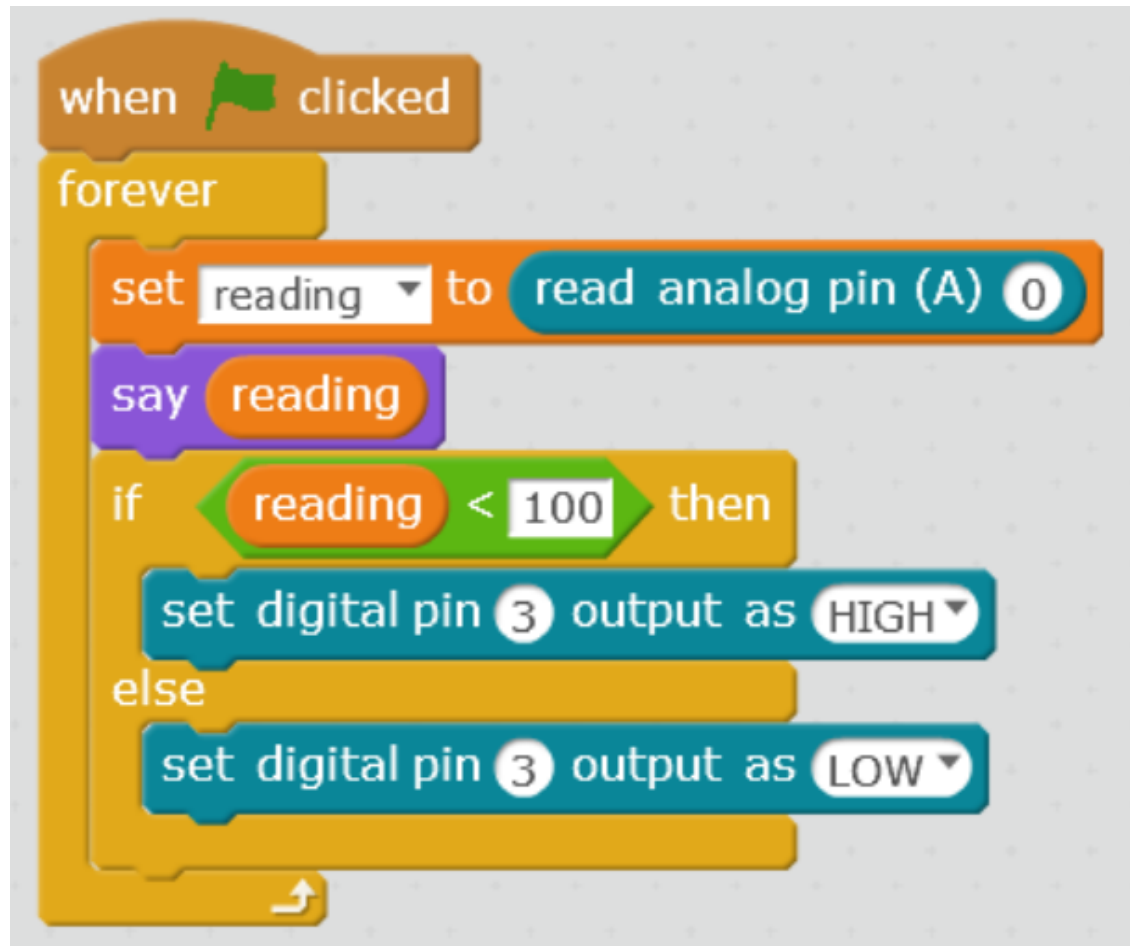 when clicked
forever
set reading to read analog pin (A) 0
say reading
if reading < 100 then
set digital pin 3 output as HIGH
else
set digital pin 3 output as LOW